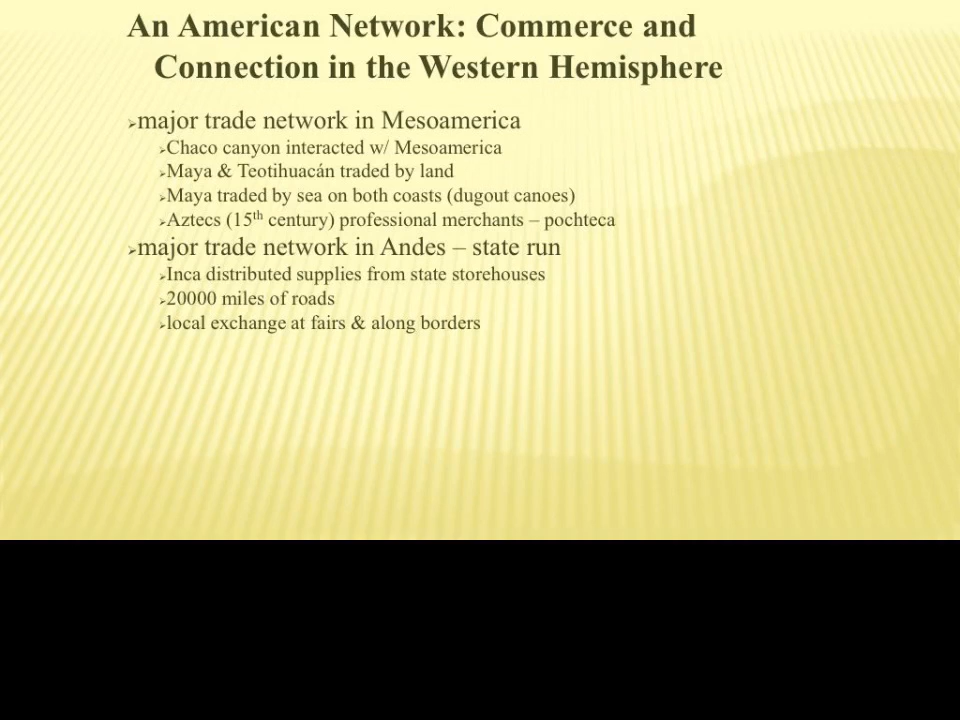 An American Network: Commerce and
Connection in the Western Hemisphere
➢major trade network in Mesoamerica
➢Chaco canyon interacted w/ Mesoamerica
➢Maya & Teotihuacán traded by land
➢Maya traded by sea on both coasts (dugout canoes)
➢Aztecs (15th century) professional merchants – pochteca
➢major trade network in Andes – state run
➢Inca distributed supplies from state storehouses
➢20000 miles of roads
➢local exchange at fairs & along borders